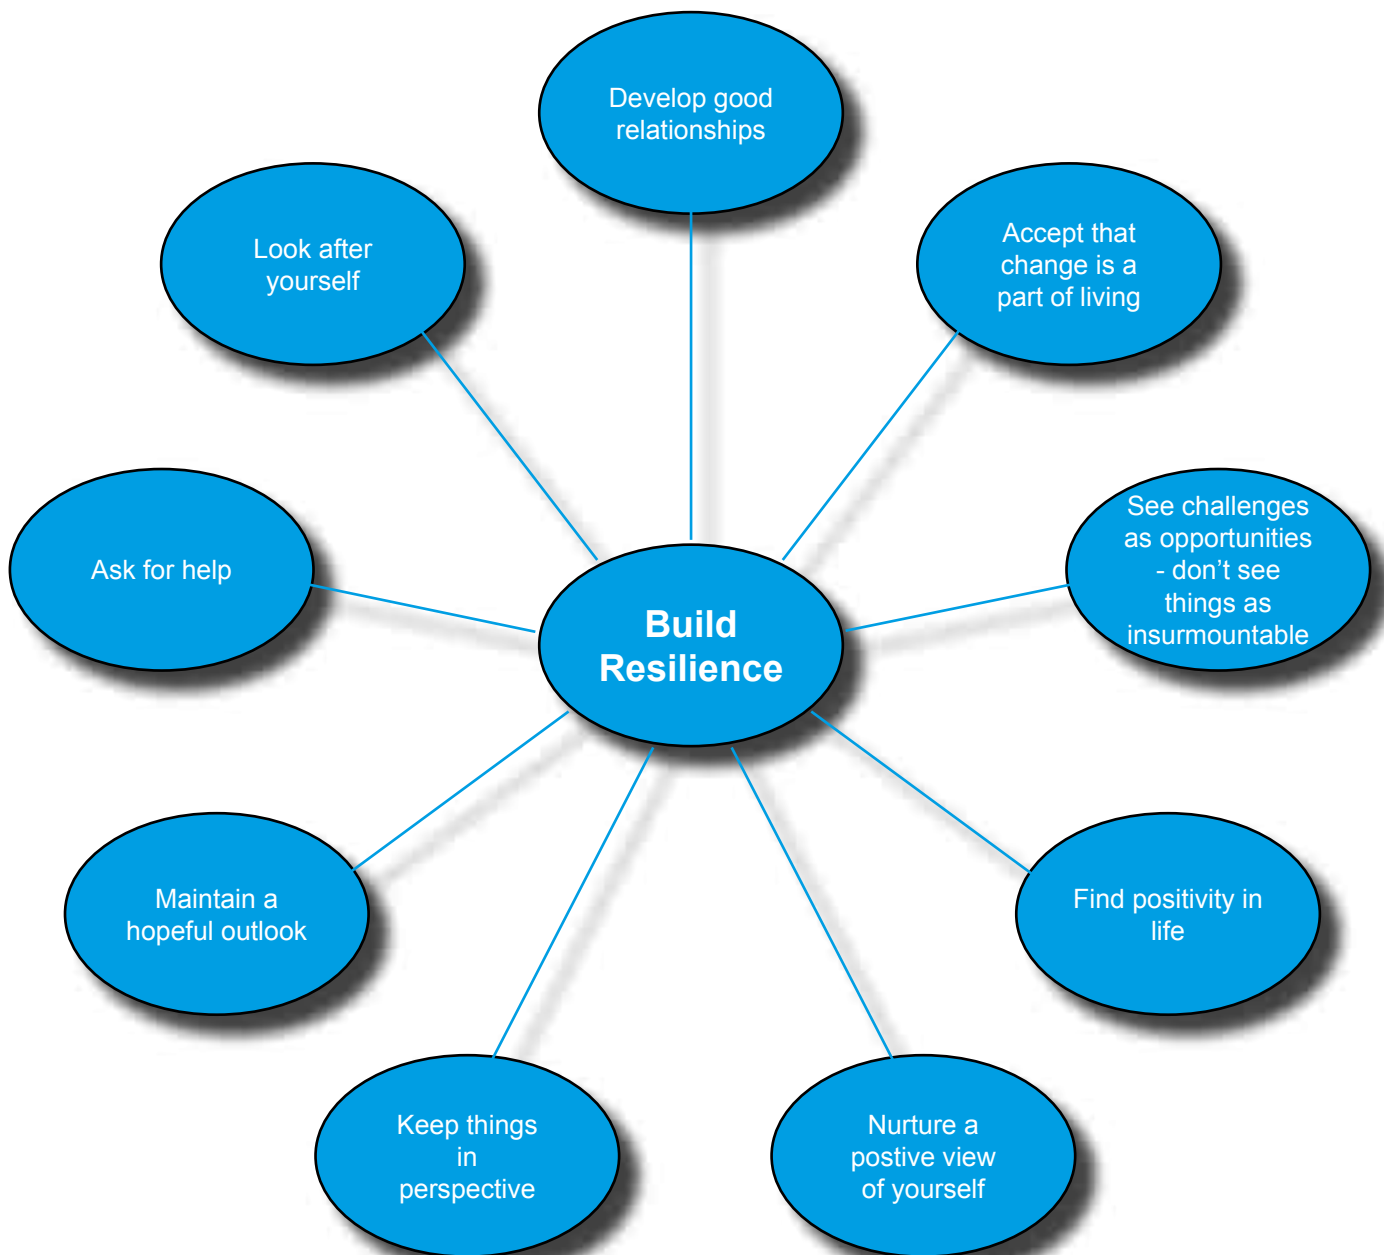 Develop good
relationships
Accept that
change is a
part of living
See challenges
as opportunities
- don’t see
things as
insurmountable
Find positivity in
life
Nurture a
postive view
of yourself
Keep things
in
perspective
Maintain a
hopeful outlook
Ask for help
Look after
yourself
Build
Resilience